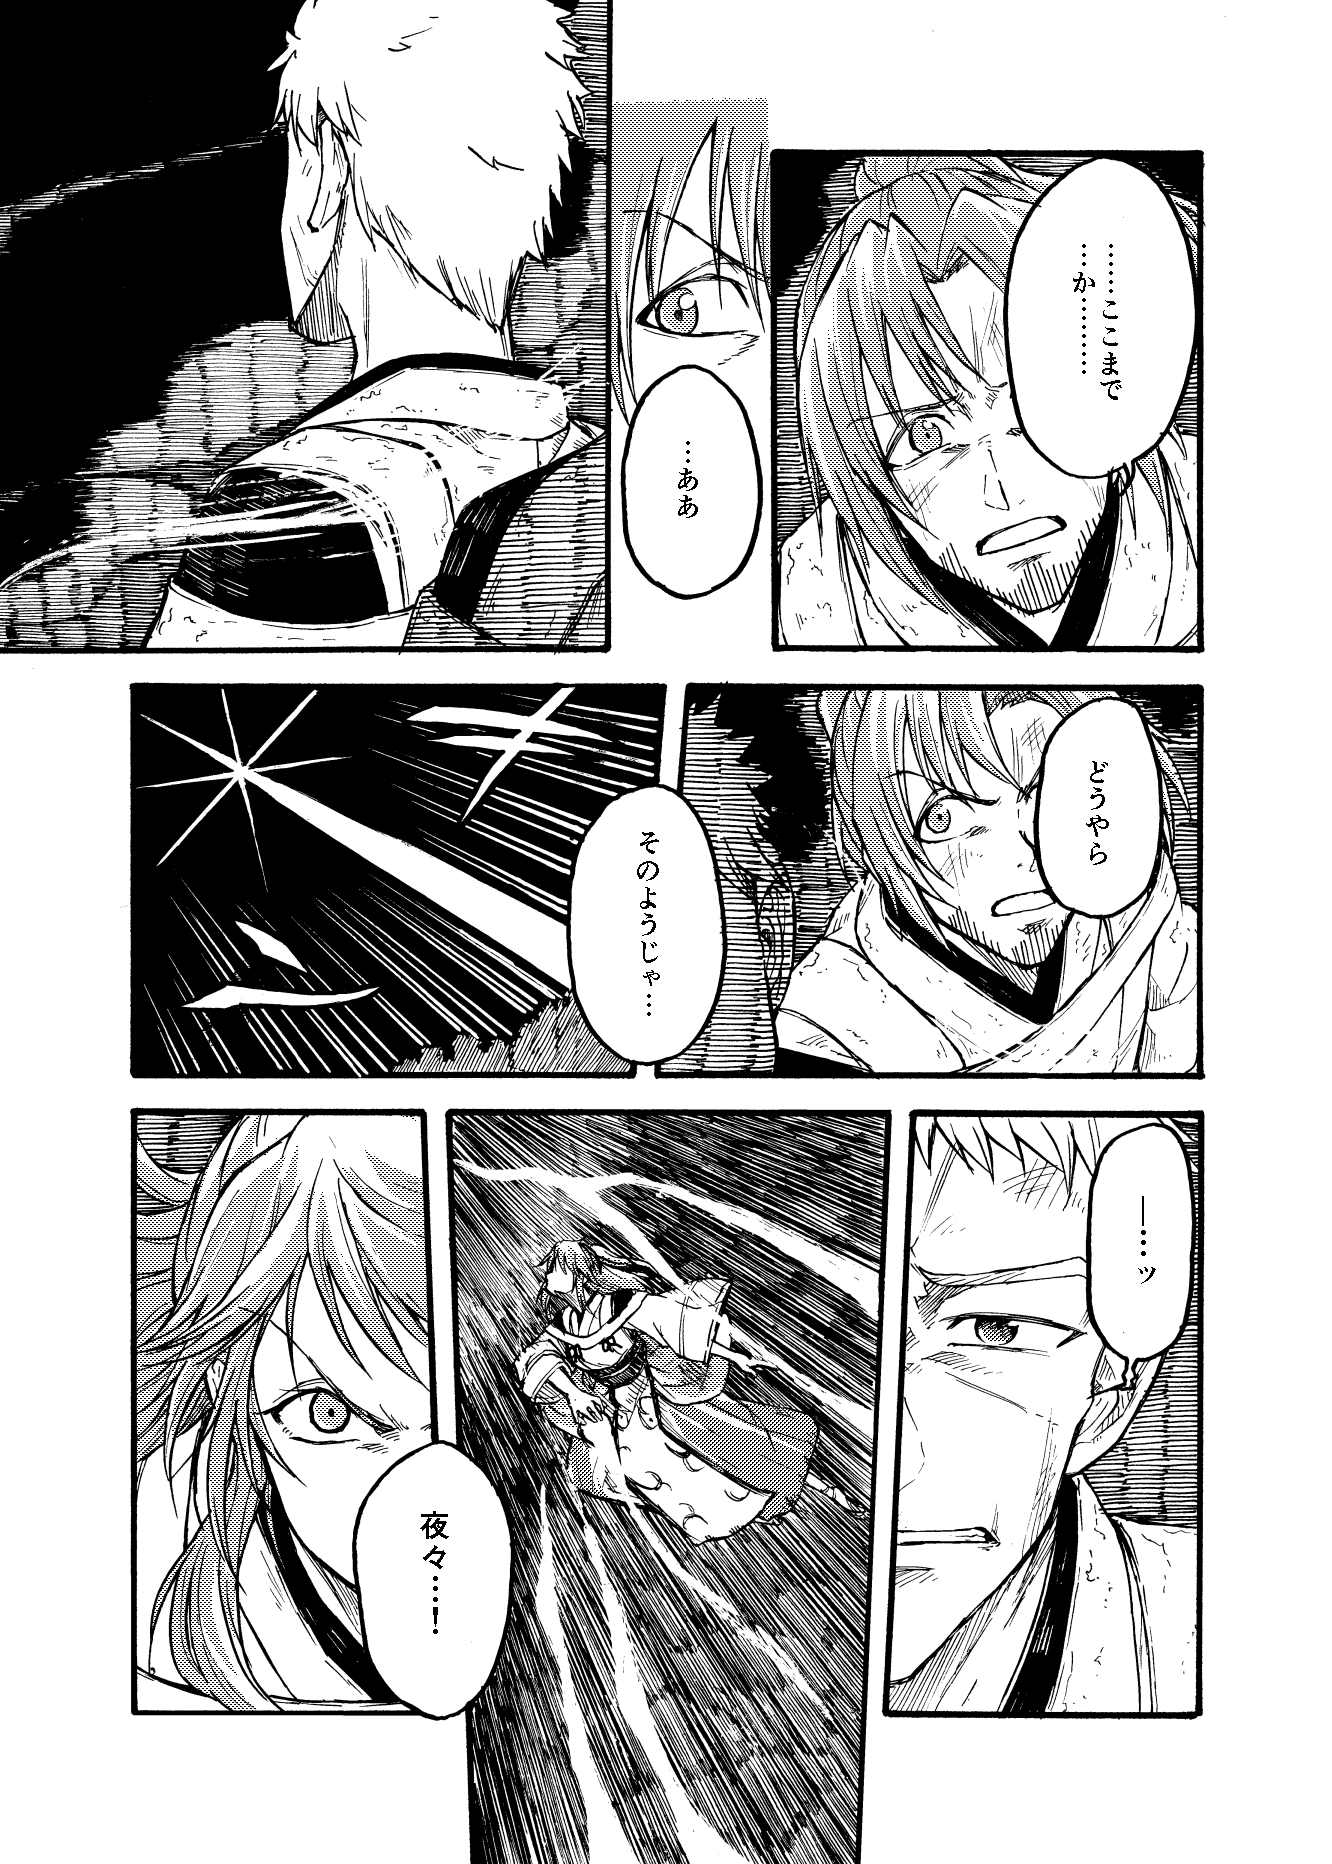 ……ここまで
…か………
…ああ
どうやら
そのようじゃ…
―…ッ
夜々…！